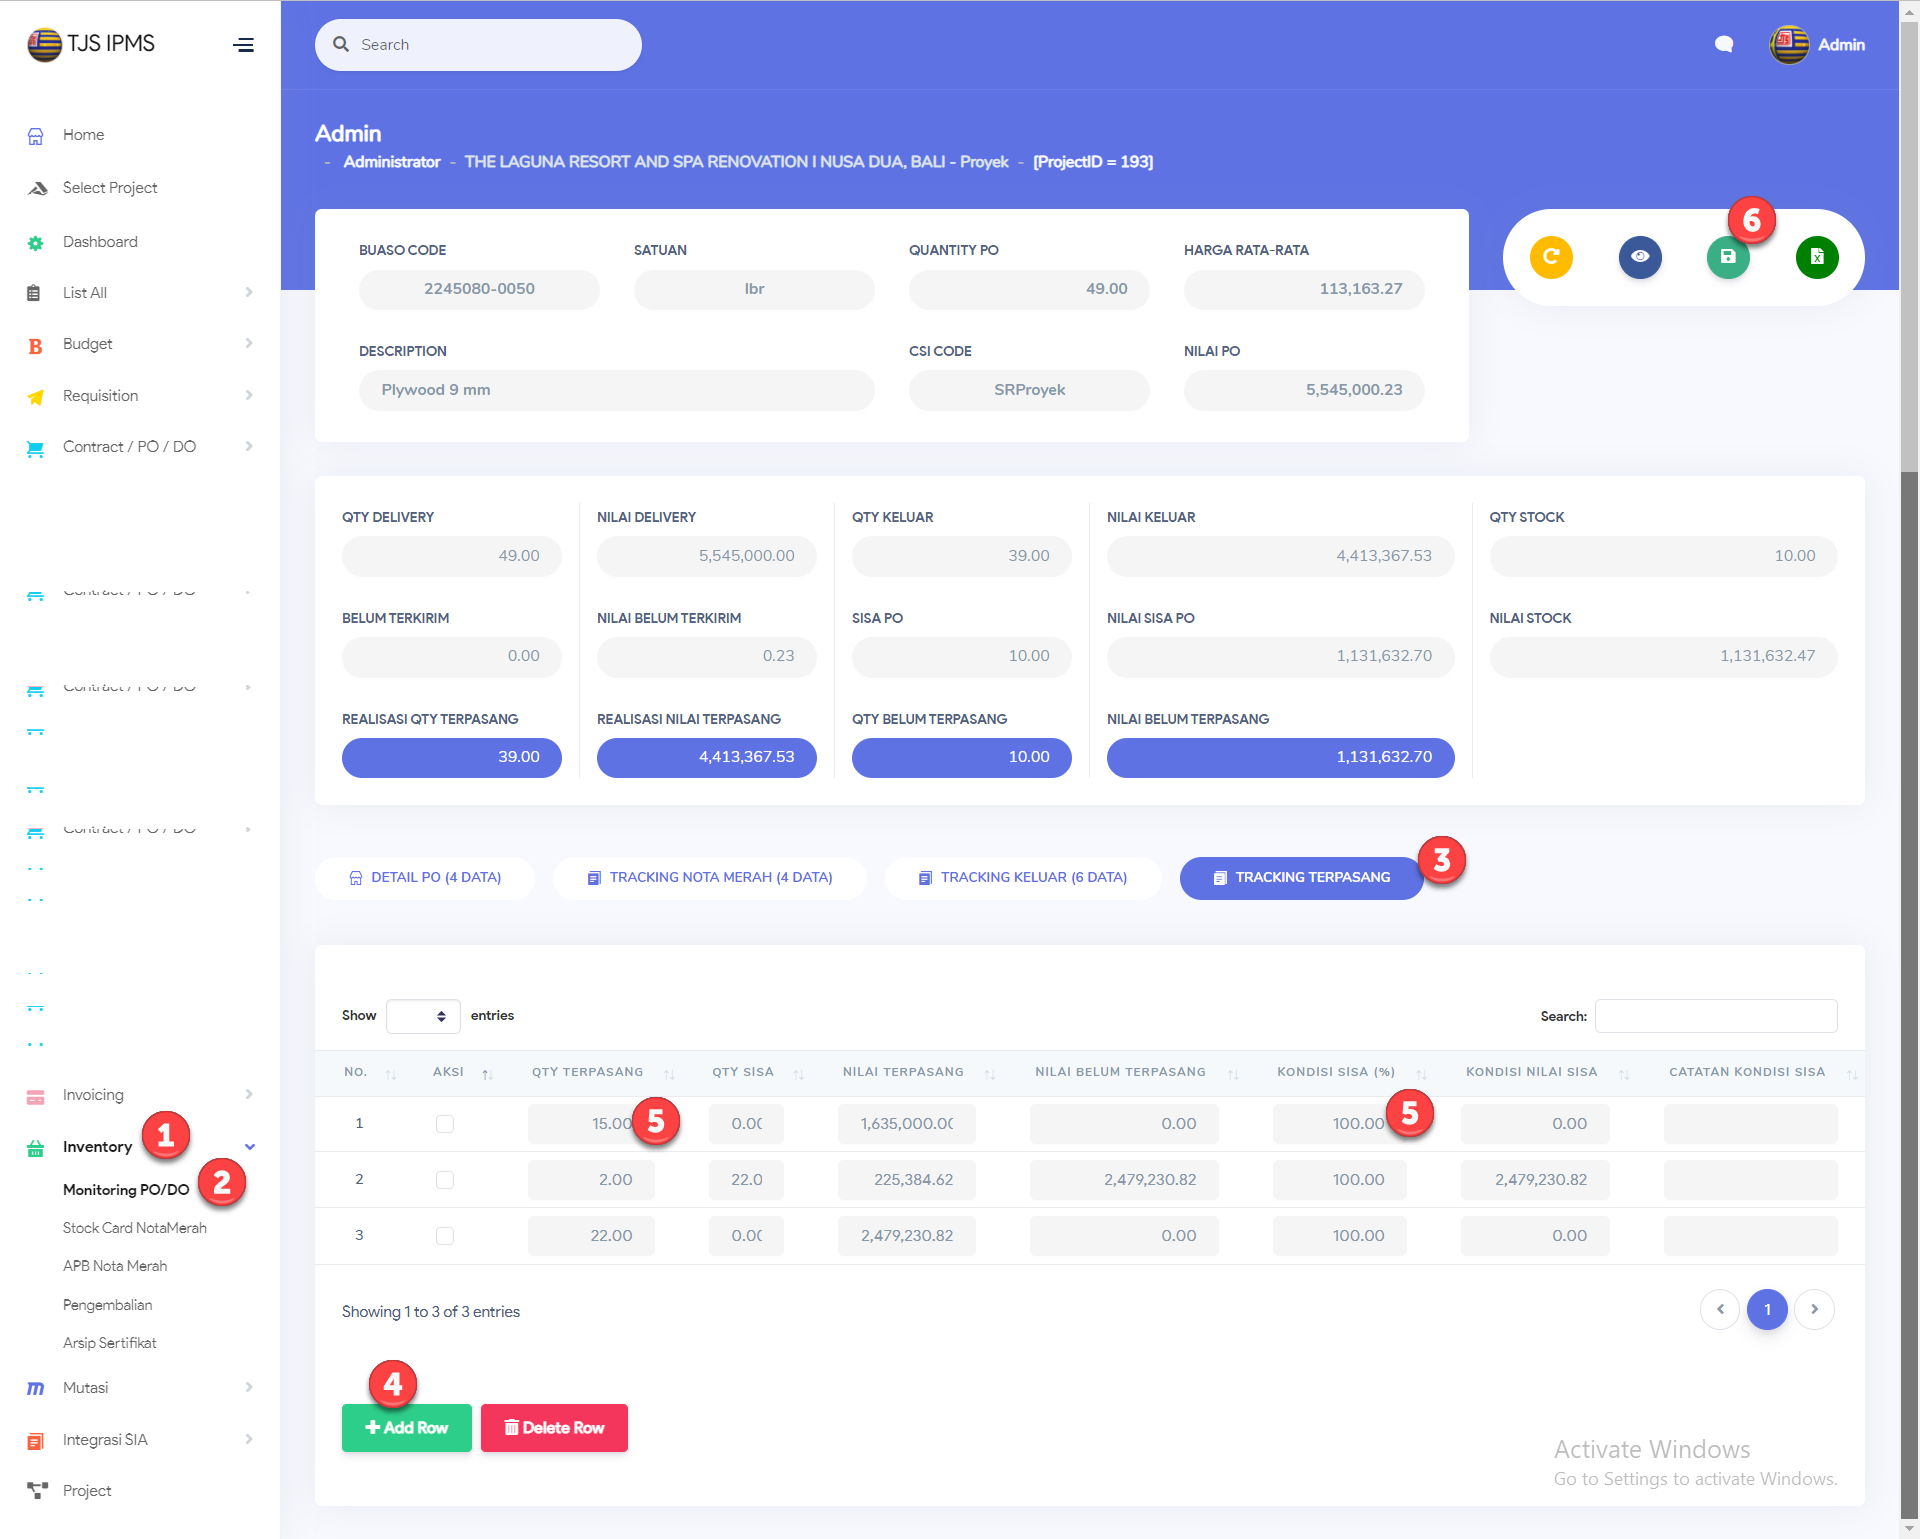 TJS IPMS
Search
Admin
Home
Select Project
Dashboard
List All
Budget
Requisition
Contract / PO / DO
Contract / PO / DO
Contract / PO / DO
Contract / PO / DO
Invoicing
Inventory
1
Monitoring PO/DO
2
Stock Card NotaMerah
APB Nota Merah
Pengembalian
Arsip Sertifikat
Mutasi
Integrasi SIA
Project
Admin
- Administrator - THE LAGUNA RESORT AND SPA RENOVATION I NUSA DUA, BALI - Proyek - [ProjectID = 193]
6
BUASO CODE SATUAN QUANTITY PO HARGA RATA-RATA
2245080-0050 lbr 49.00 113,163.27
DESCRIPTION CSI CODE NILAI PO
Plywood 9 mm SRProyek 5,545,000.23
QTY DELIVERY NILAI DELIVERY QTY KELUAR NILAI KELUAR QTY STOCK
49.00 5,545,000.00 39.00 4,413,367.53 10.00
BELUM TERKIRIM NILAI BELUM TERKIRIM SISA PO NILAI SISA PO NILAI STOCK
0.00 0.23 10.00 1,131,632.70 1,131,632.47
REALISASI QTY TERPASANG REALISASI NILAI TERPASANG QTY BELUM TERPASANG NILAI BELUM TERPASANG
39.00 4,413,367.53 10.00 1,131,632.70
DETAIL PO (4 DATA) TRACKING NOTA MERAH (4 DATA) TRACKING KELUAR (6 DATA) TRACKING TERPASANG 3
Show entries Search:
NO. AKSI QTY TERPASANG QTY SISA NILAI TERPASANG NILAI BELUM TERPASANG KONDISI SISA (%) KONDISI NILAI SISA CATATAN KONDISI SISA
1 15.00 5 0.00 1,635,000.00 0.00 100.00 5 0.00
2 2.00 22.0 225,384.62 2,479,230.82 100.00 2,479,230.82
3 22.00 0.00 2,479,230.82 0.00 100.00 0.00
Showing 1 to 3 of 3 entries 1
4
Add Row Delete Row
Activate Windows
Go to Settings to activate Windows.